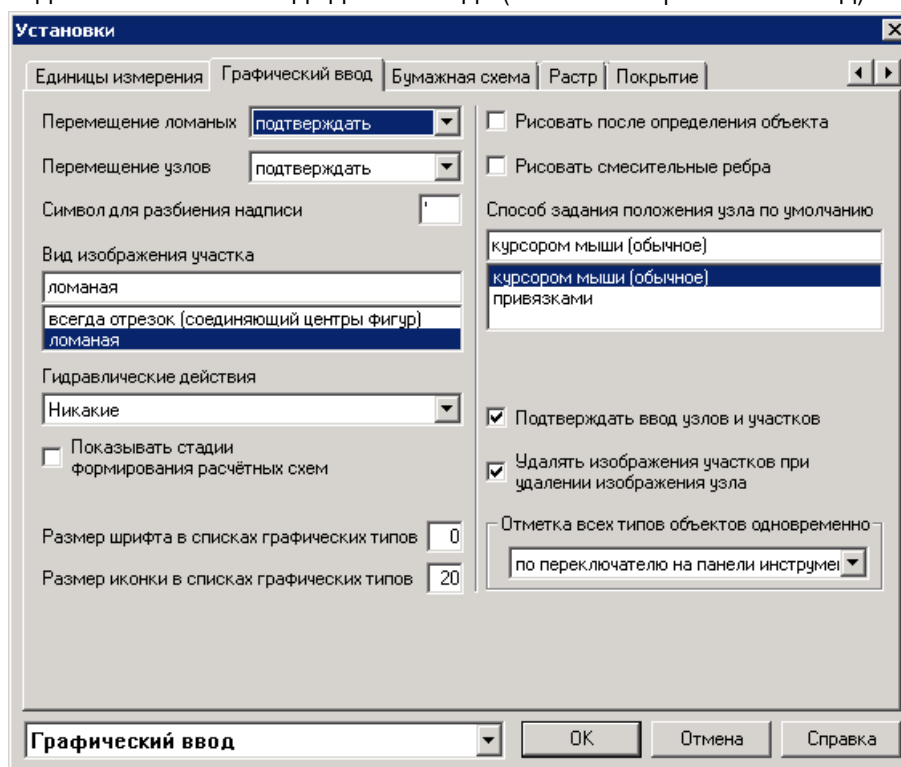 Установки
Единицы измерения Графический ввод Бумажная схема Растр Покрытие
Перемещение ломаных подтверждать
Перемещение узлов подтверждать
Символ для разбиения надписи '
Вид изображения участка
ломаная
всегда отрезок (соединяющий центры фигур)
ломаная
Гидравлические действия
Никакие
Показывать стадии
формирования расчётных схем
Размер шрифта в списках графических типов 0
Размер иконки в списках графических типов 20
Рисовать после определения объекта
Рисовать смесительные ребра
Способ задания положения узла по умолчанию
курсором мыши (обычное)
курсором мыши (обычное)
привязками
Подтверждать ввод узлов и участков
Удалять изображения участков при
удалении изображения узла
Отметка всех типов объектов одновременно
по переключателю на панели
Графический ввод
OK Отмена Справка